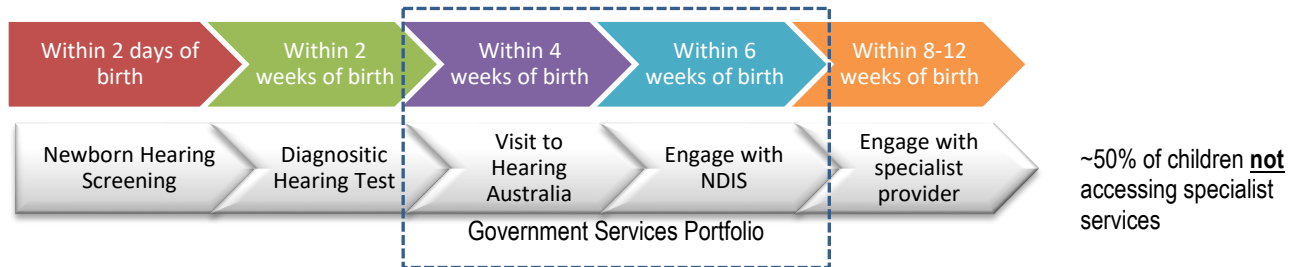 Within 2 days of
birth
Within 2
weeks of birth
Within 4
weeks of birth
Within 6
weeks of birth
Within 8-12
weeks of birth
Newborn Hearing
Screening
Diagnositic
Hearing Test
Visit to
Hearing
Australia
Engage with
NDIS
Engage with
specialist
provider
~50% of children not
accessing specialist
services
Government Services Portfolio